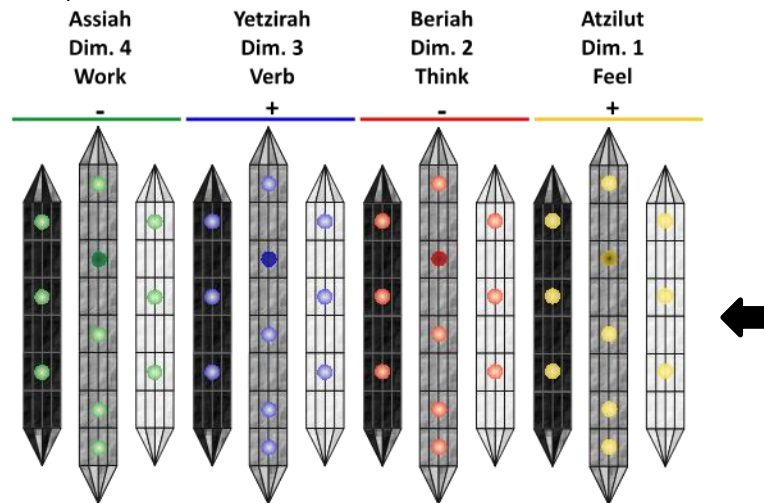 Assiah Yetzirah Beriah Atzilut
Dim. 4 Dim. 3 Dim. 2 Dim. 1
Work Verb Think Feel
- + - +